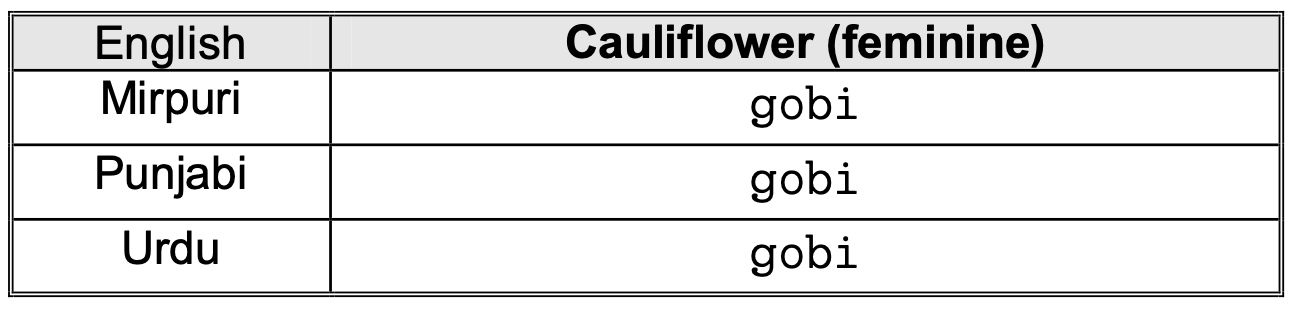 English Cauliflower (feminine)
Mirpuri gobi
Punjabi gobi
Urdu gobi